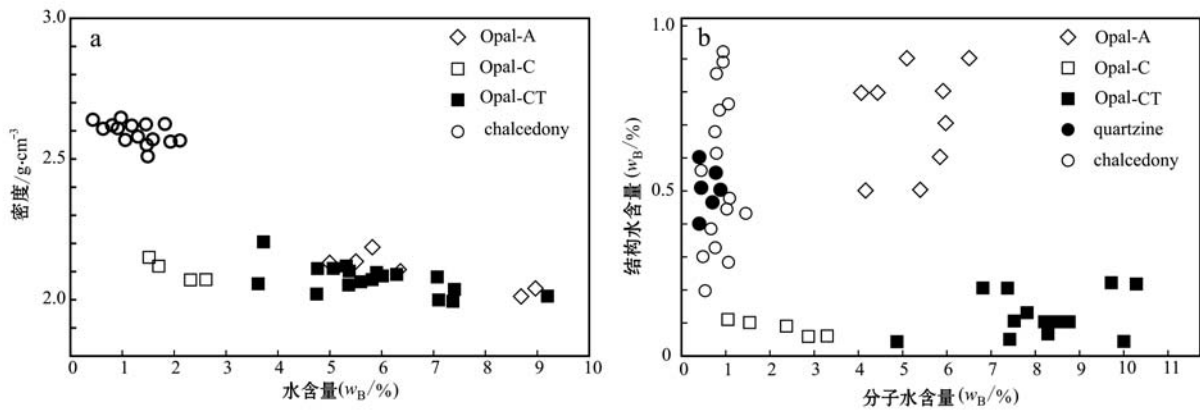 a
3.0
2.5
2.0
密度/g·cm⁻³
0 1 2 3 4 5 6 7 8 9 10
水含量(wB/%)
Opal-A
Opal-C
Opal-CT
chalcedony
b
1.0
0.5
0
结构水含量(wB/%)
0 1 2 3 4 5 6 7 8 9 10 11
分子水含量(wB/%)
Opal-A
Opal-C
Opal-CT
quartzine
chalcedony